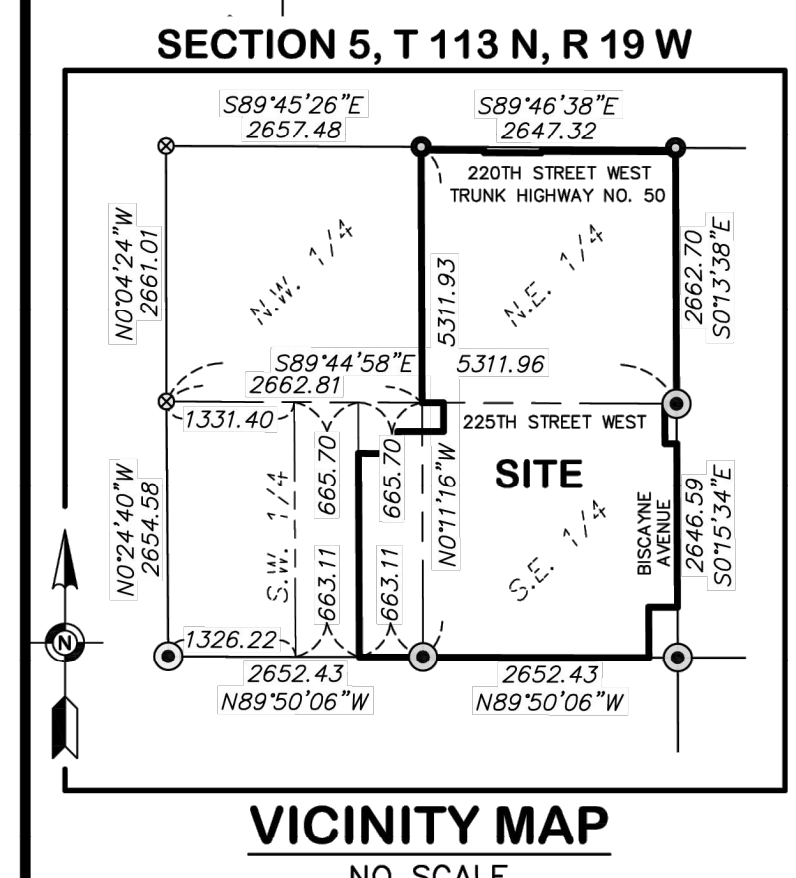 SECTION 5, T 113 N, R 19 W
S89°45'26"E
2657.48
S89°46'38"E
2647.32
220TH STREET WEST
TRUNK HIGHWAY NO. 50
N0°04'24"W
2661.01
N.W. 1/4
5311.93
N.E. 1/4
2662.70
S0°13'38"E
S89°44'58"E
2662.81
5311.96
1331.40
225TH STREET WEST
665.70
665.70
N0°11'16"W
SITE
N0°24'40"W
2654.58
S.W. 1/4
S.E. 1/4
BISCAYNE
AVENUE
2646.59
S0°15'34"E
663.11
663.11
N
1326.22
2652.43
N89°50'06"W
2652.43
N89°50'06"W
VICINITY MAP
NO SCALE